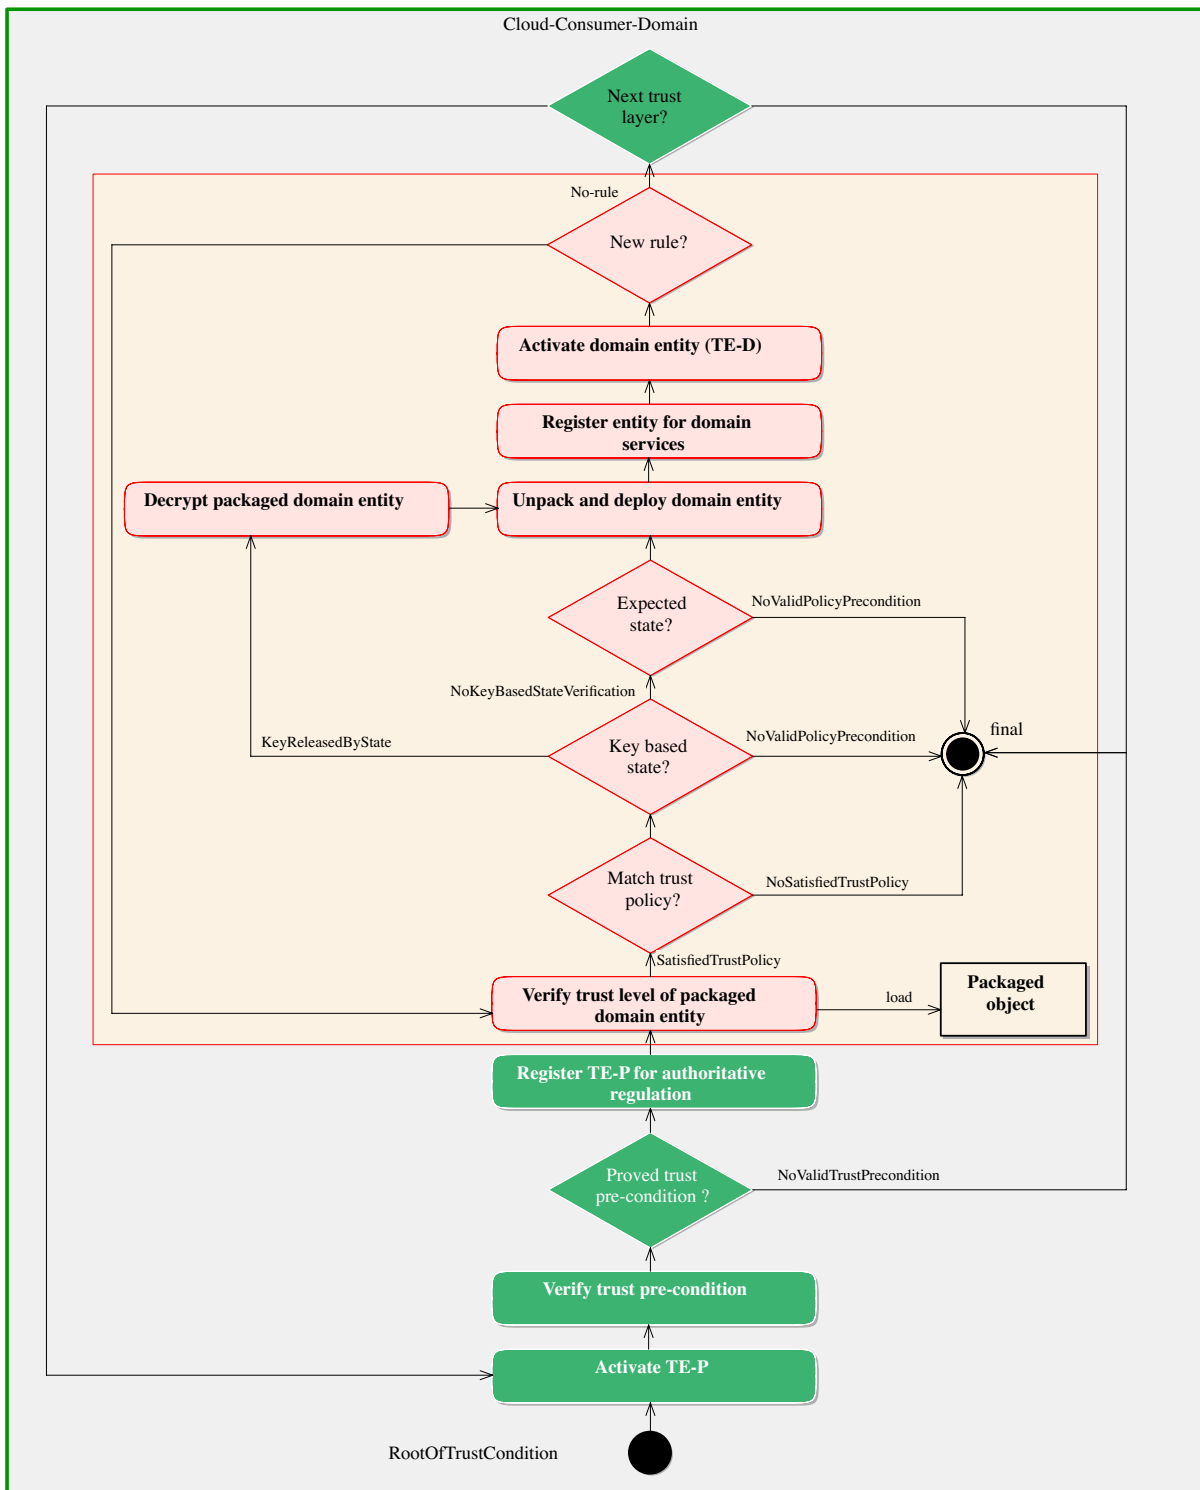 Cloud-Consumer-Domain
Next trust
layer?
No-rule
New rule?
Activate domain entity (TE-D)
Register entity for domain
services
Decrypt packaged domain entity
Unpack and deploy domain entity
Expected
state?
NoValidPolicyPrecondition
NoKeyBasedStateVerification
KeyReleasedByState
Key based
state?
NoValidPolicyPrecondition
final
Match trust
policy?
NoSatisfiedTrustPolicy
SatisfiedTrustPolicy
Verify trust level of packaged
domain entity
load
Packaged
object
Register TE-P for authoritative
regulation
Proved trust
pre-condition ?
NoValidTrustPrecondition
Verify trust pre-condition
Activate TE-P
RootOfTrustCondition